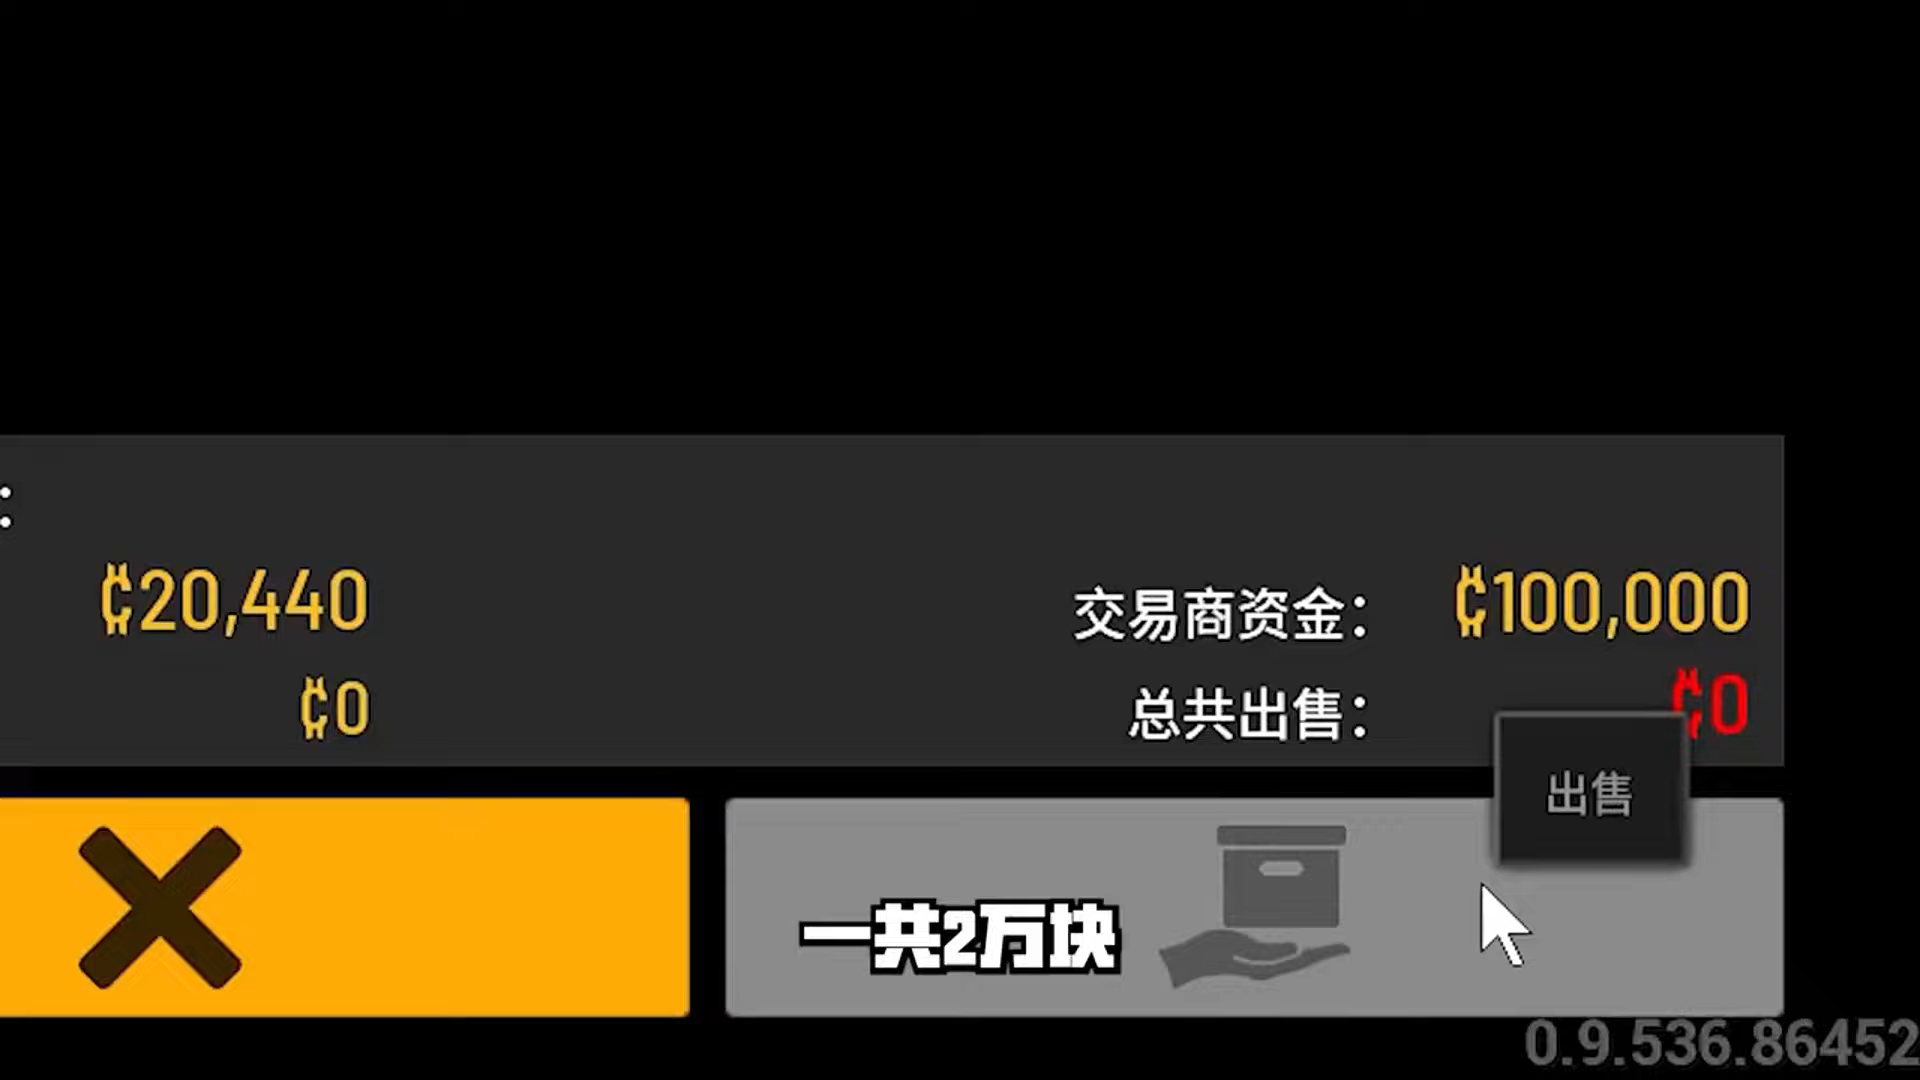 :
₡20,440
交易商资金: ₡100,000
₡0
总共出售: ₡0
出售
一共2万块
0.9.536.86452